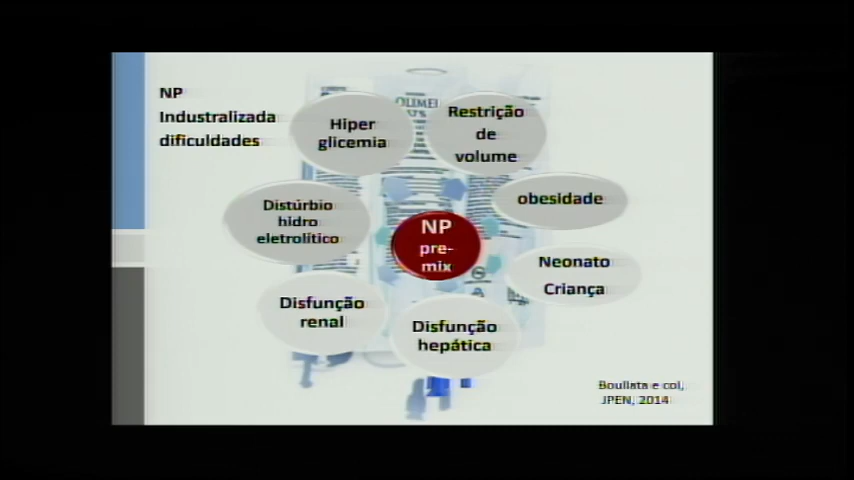 NP
Industralizada
dificuldades
Hiper
glicemia
Restrição
de
volume
obesidade
Distúrbio
hidro
eletrolítico
NP
pre-
mix
Neonato
Criança
Disfunção
renal
Disfunção
hepática
Boullata e col,
JPEN, 2014